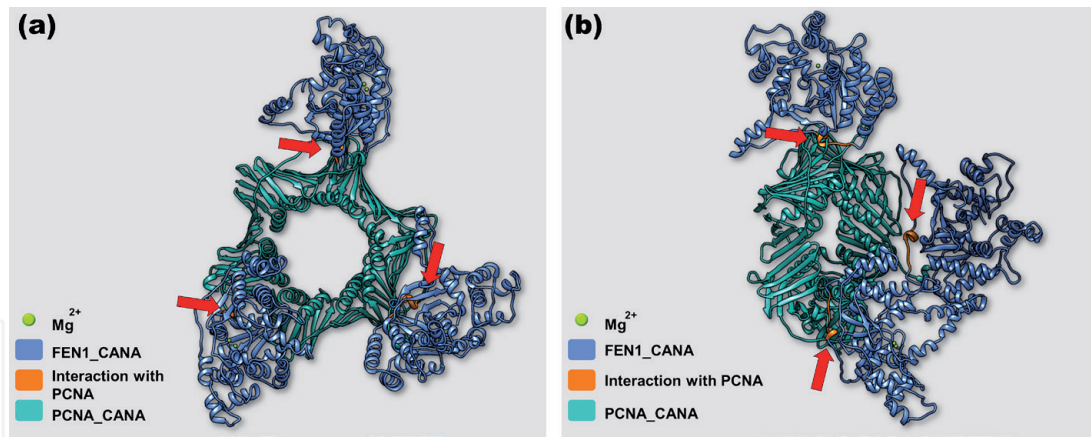 (a)
Mg2+
FEN1_CANA
Interaction with
PCNA
PCNA_CANA
(b)
Mg2+
FEN1_CANA
Interaction with PCNA
PCNA_CANA